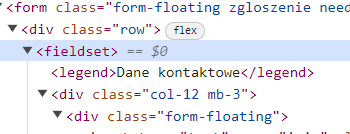 <form class="form-floating zgloszenie need
▼<div class="row"> flex
▼<fieldset> == $0
<legend>Dane kontaktowe</legend>
▼<div class="col-12 mb-3">
▼<div class="form-floating">